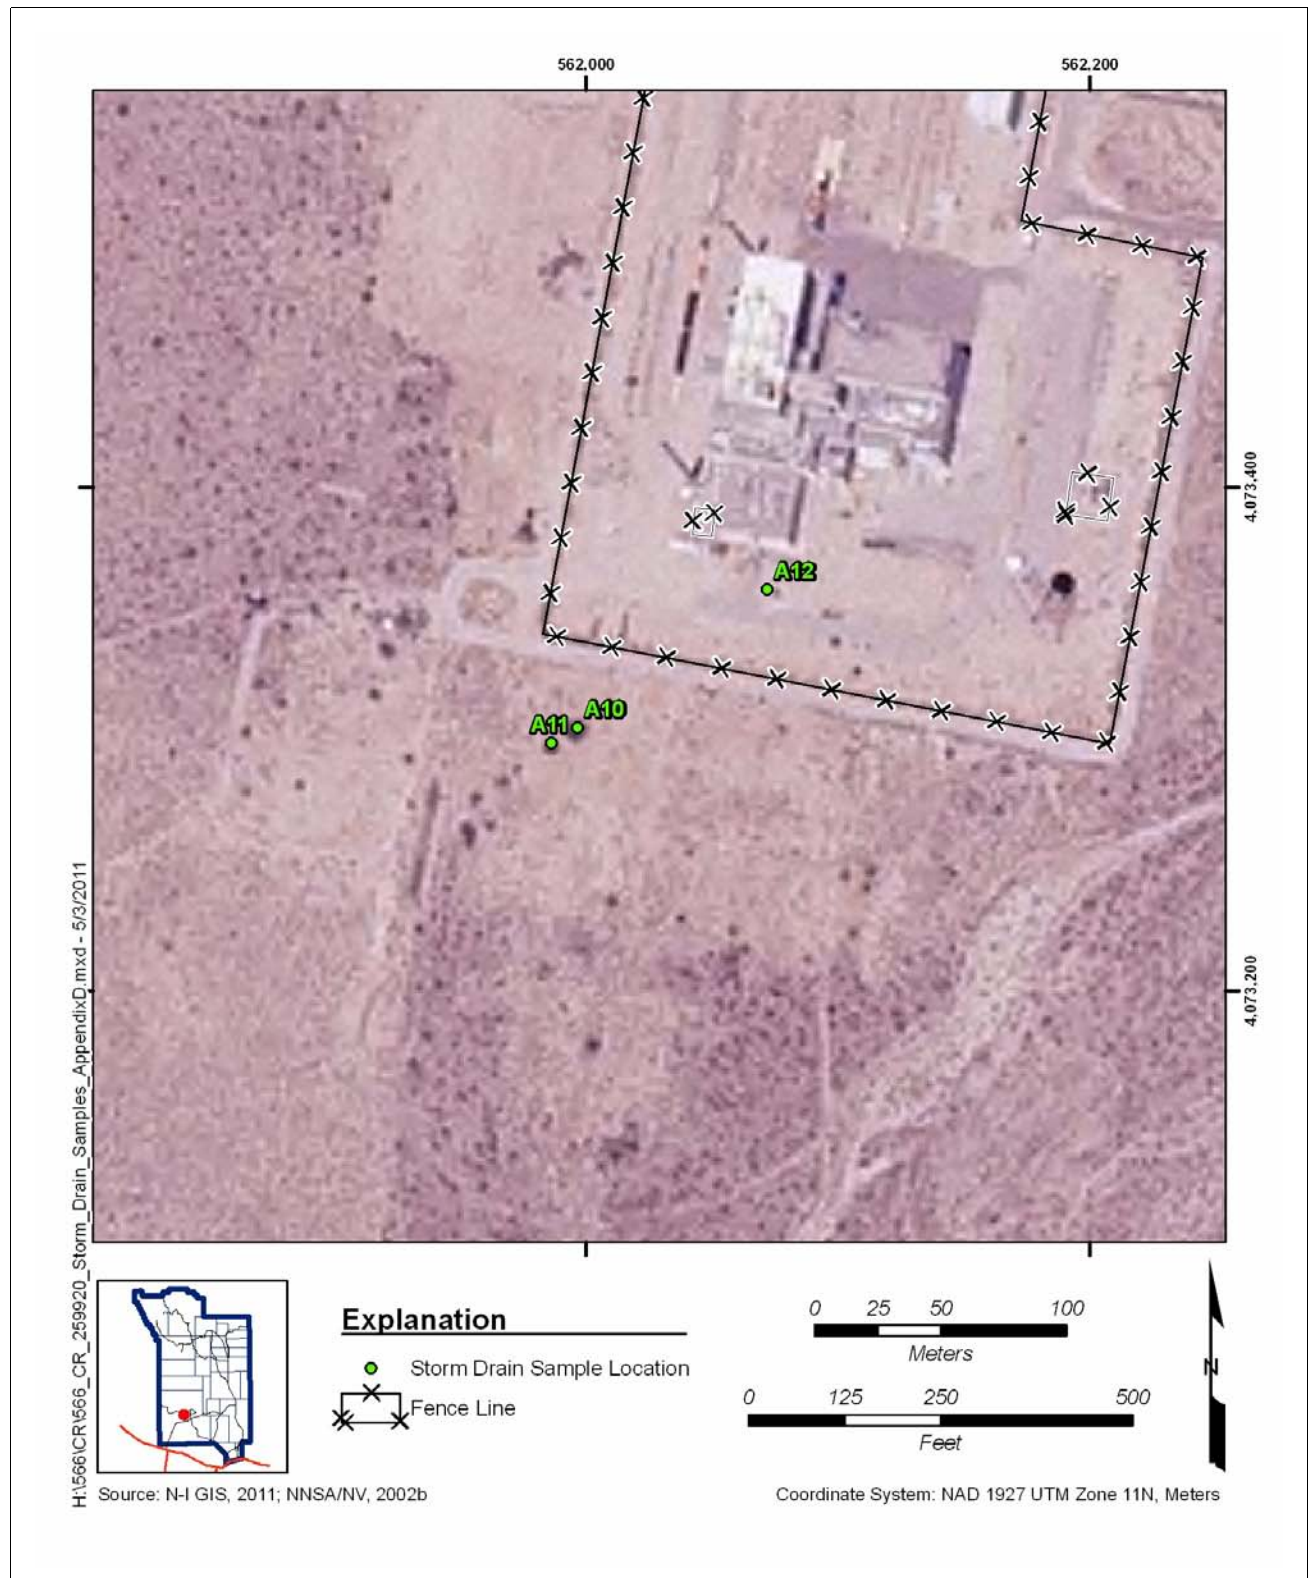 562,000
562,200
4,073,400
A12
A10
A11
4,073,200
H:\566\CR\566_CR_259920_Storm_Drain_Samples_AppendixD.mxd - 5/3/2011
Explanation
Storm Drain Sample Location
Fence Line
0 25 50 100
Meters
0 125 250 500
Feet
N
Source: N-I GIS, 2011; NNSA/NV, 2002b
Coordinate System: NAD 1927 UTM Zone 11N, Meters